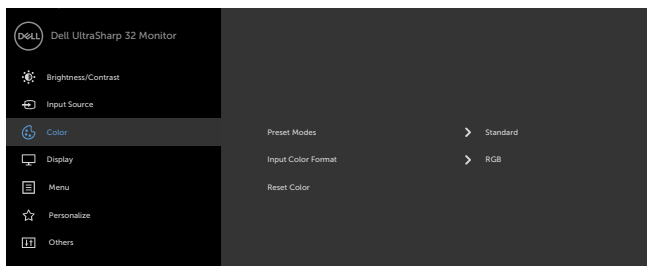 DELL Dell UltraSharp 32 Monitor
Brightness/Contrast
Input Source
Color Preset Modes Standard
Display Input Color Format RGB
Menu Reset Color
Personalize
Others